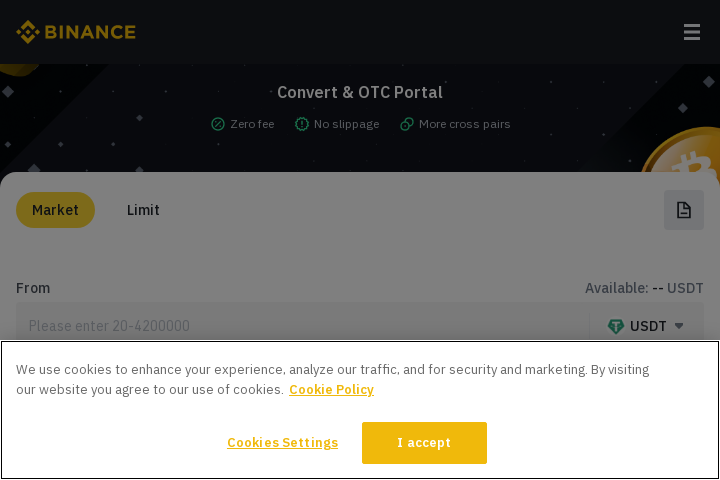 BINANCE
Convert & OTC Portal
Zero fee No slippage More cross pairs
Market Limit
From Available: -- USDT
Please enter 20-4200000 USDT
We use cookies to enhance your experience, analyze our traffic, and for security and marketing. By visiting
our website you agree to our use of cookies. Cookie Policy
Cookies Settings I accept